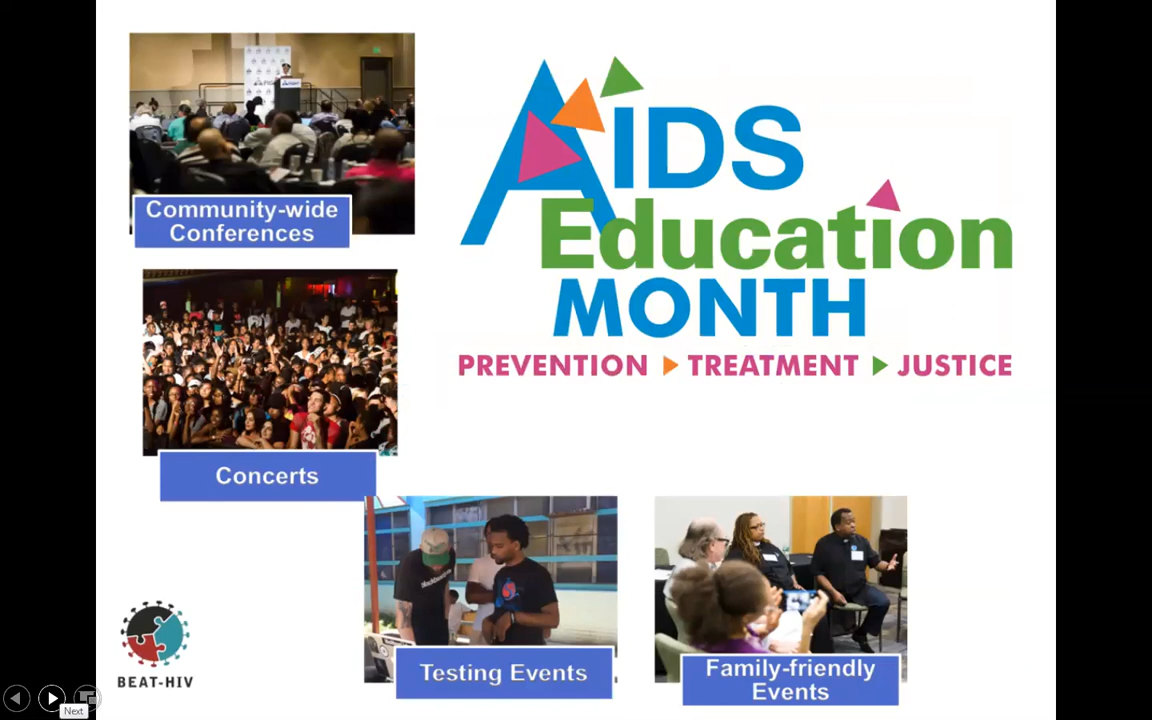 Community-wide
Conferences
AIDS
Education
MONTH
PREVENTION TREATMENT JUSTICE
Concerts
Testing Events
Family-friendly
Events
BEAT-HIV
Next